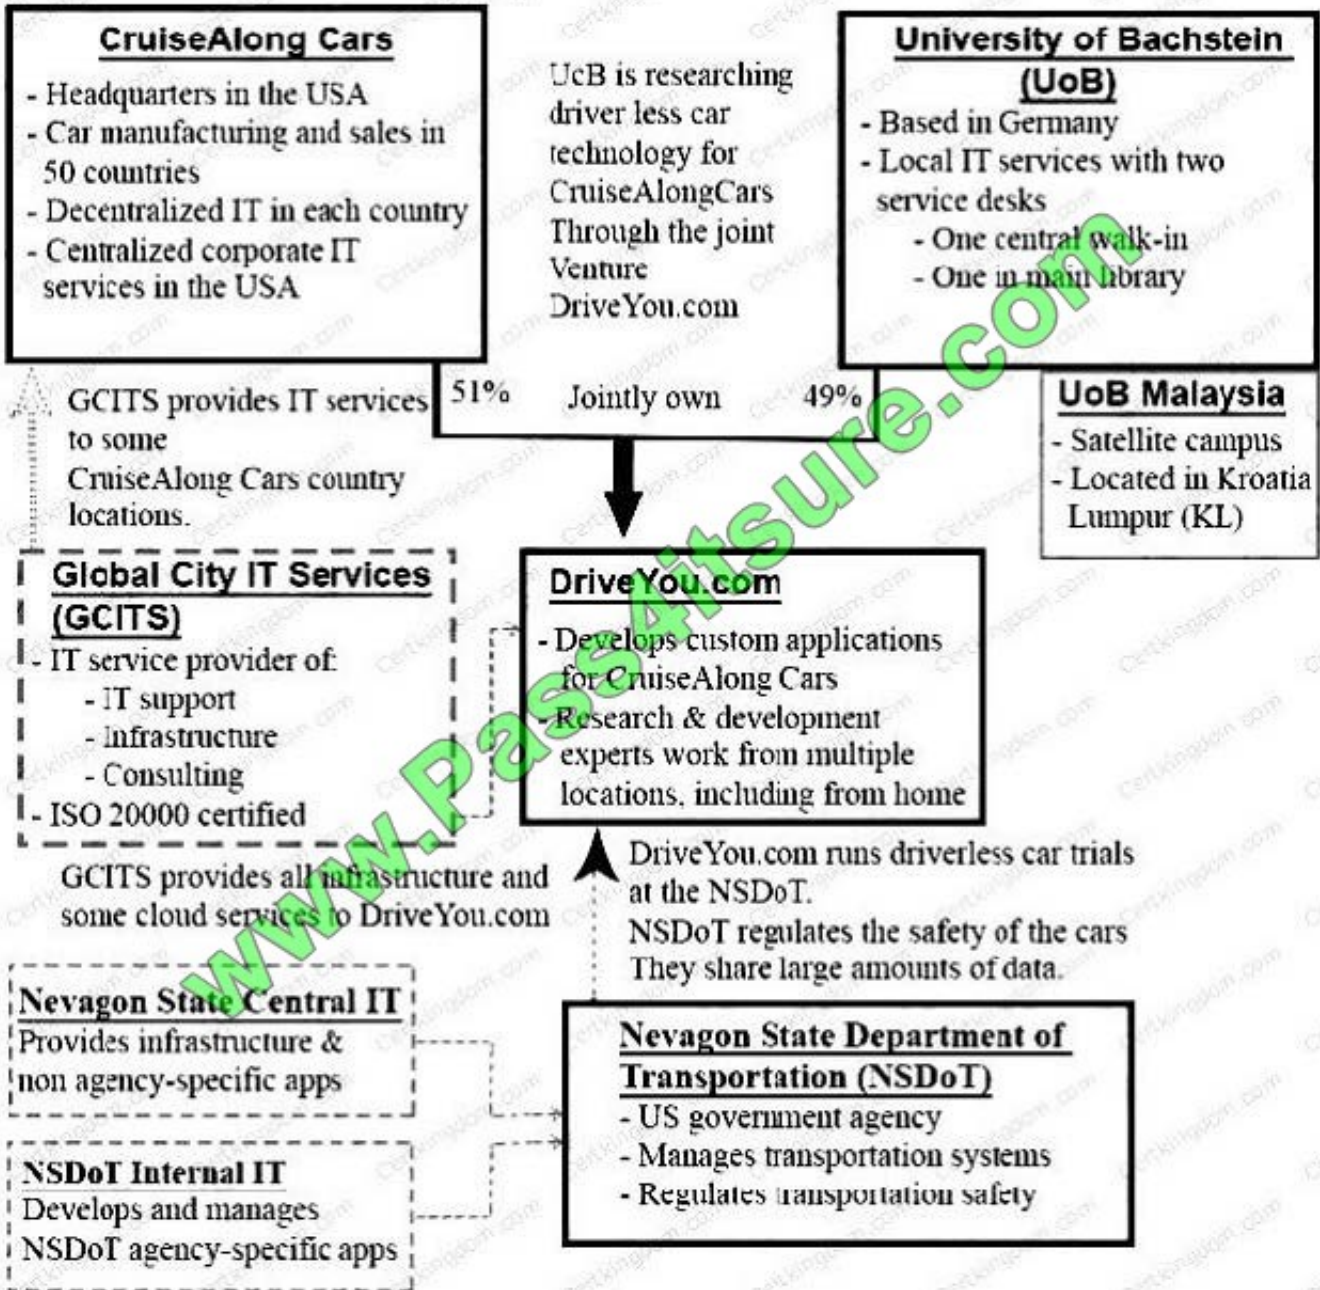 CruiseAlong Cars
- Headquarters in the USA
- Car manufacturing and sales in
50 countries
- Decentralized IT in each country
- Centralized corporate IT
services in the USA
UcB is researching
driver less car
technology for
CruiseAlongCars
Through the joint
Venture
DriveYou.com
University of Bachstein
(UoB)
- Based in Germany
- Local IT services with two
service desks
- One central walk-in
- One in main library
51% Jointly own 49%
UoB Malaysia
- Satellite campus
- Located in Kroatia
Lumpur (KL)
GCITS provides IT services
to some
CruiseAlong Cars country
locations.
Global City IT Services
(GCITS)
- IT service provider of:
- IT support
- Infrastructure
- Consulting
- ISO 20000 certified
DriveYou.com
- Develops custom applications
for CruiseAlong Cars
- Research & development
experts work from multiple
locations, including from home
GCITS provides all infrastructure and
some cloud services to DriveYou.com
DriveYou.com runs driverless car trials
at the NSDoT.
NSDoT regulates the safety of the cars
They share large amounts of data.
Nevagon State Central IT
Provides infrastructure &
non agency-specific apps
NSDoT Internal IT
Develops and manages
NSDoT agency-specific apps
Nevagon State Department of
Transportation (NSDoT)
- US government agency
- Manages transportation systems
- Regulates transportation safety
www.Pass4itsure.com
Certkingdom.com